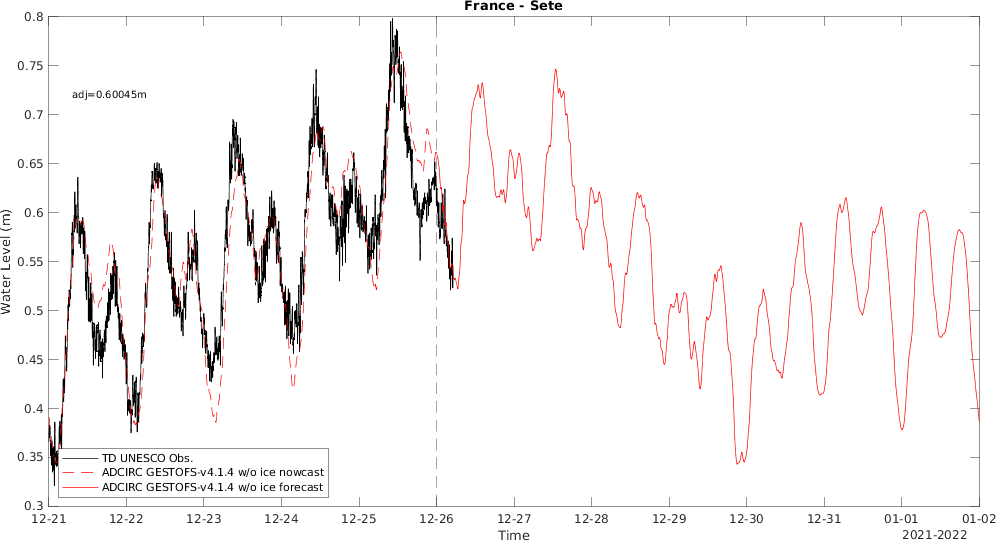 France - Sete
Water Level (m)
0.8
0.75
0.7
0.65
0.6
0.55
0.5
0.45
0.4
0.35
0.3
adj=0.60045m
TD UNESCO Obs.
ADCIRC GESTOFS-v4.1.4 w/o ice nowcast
ADCIRC GESTOFS-v4.1.4 w/o ice forecast
12-21 12-22 12-23 12-24 12-25 12-26 12-27 12-28 12-29 12-30 12-31 01-01 01-02
Time
2021-2022